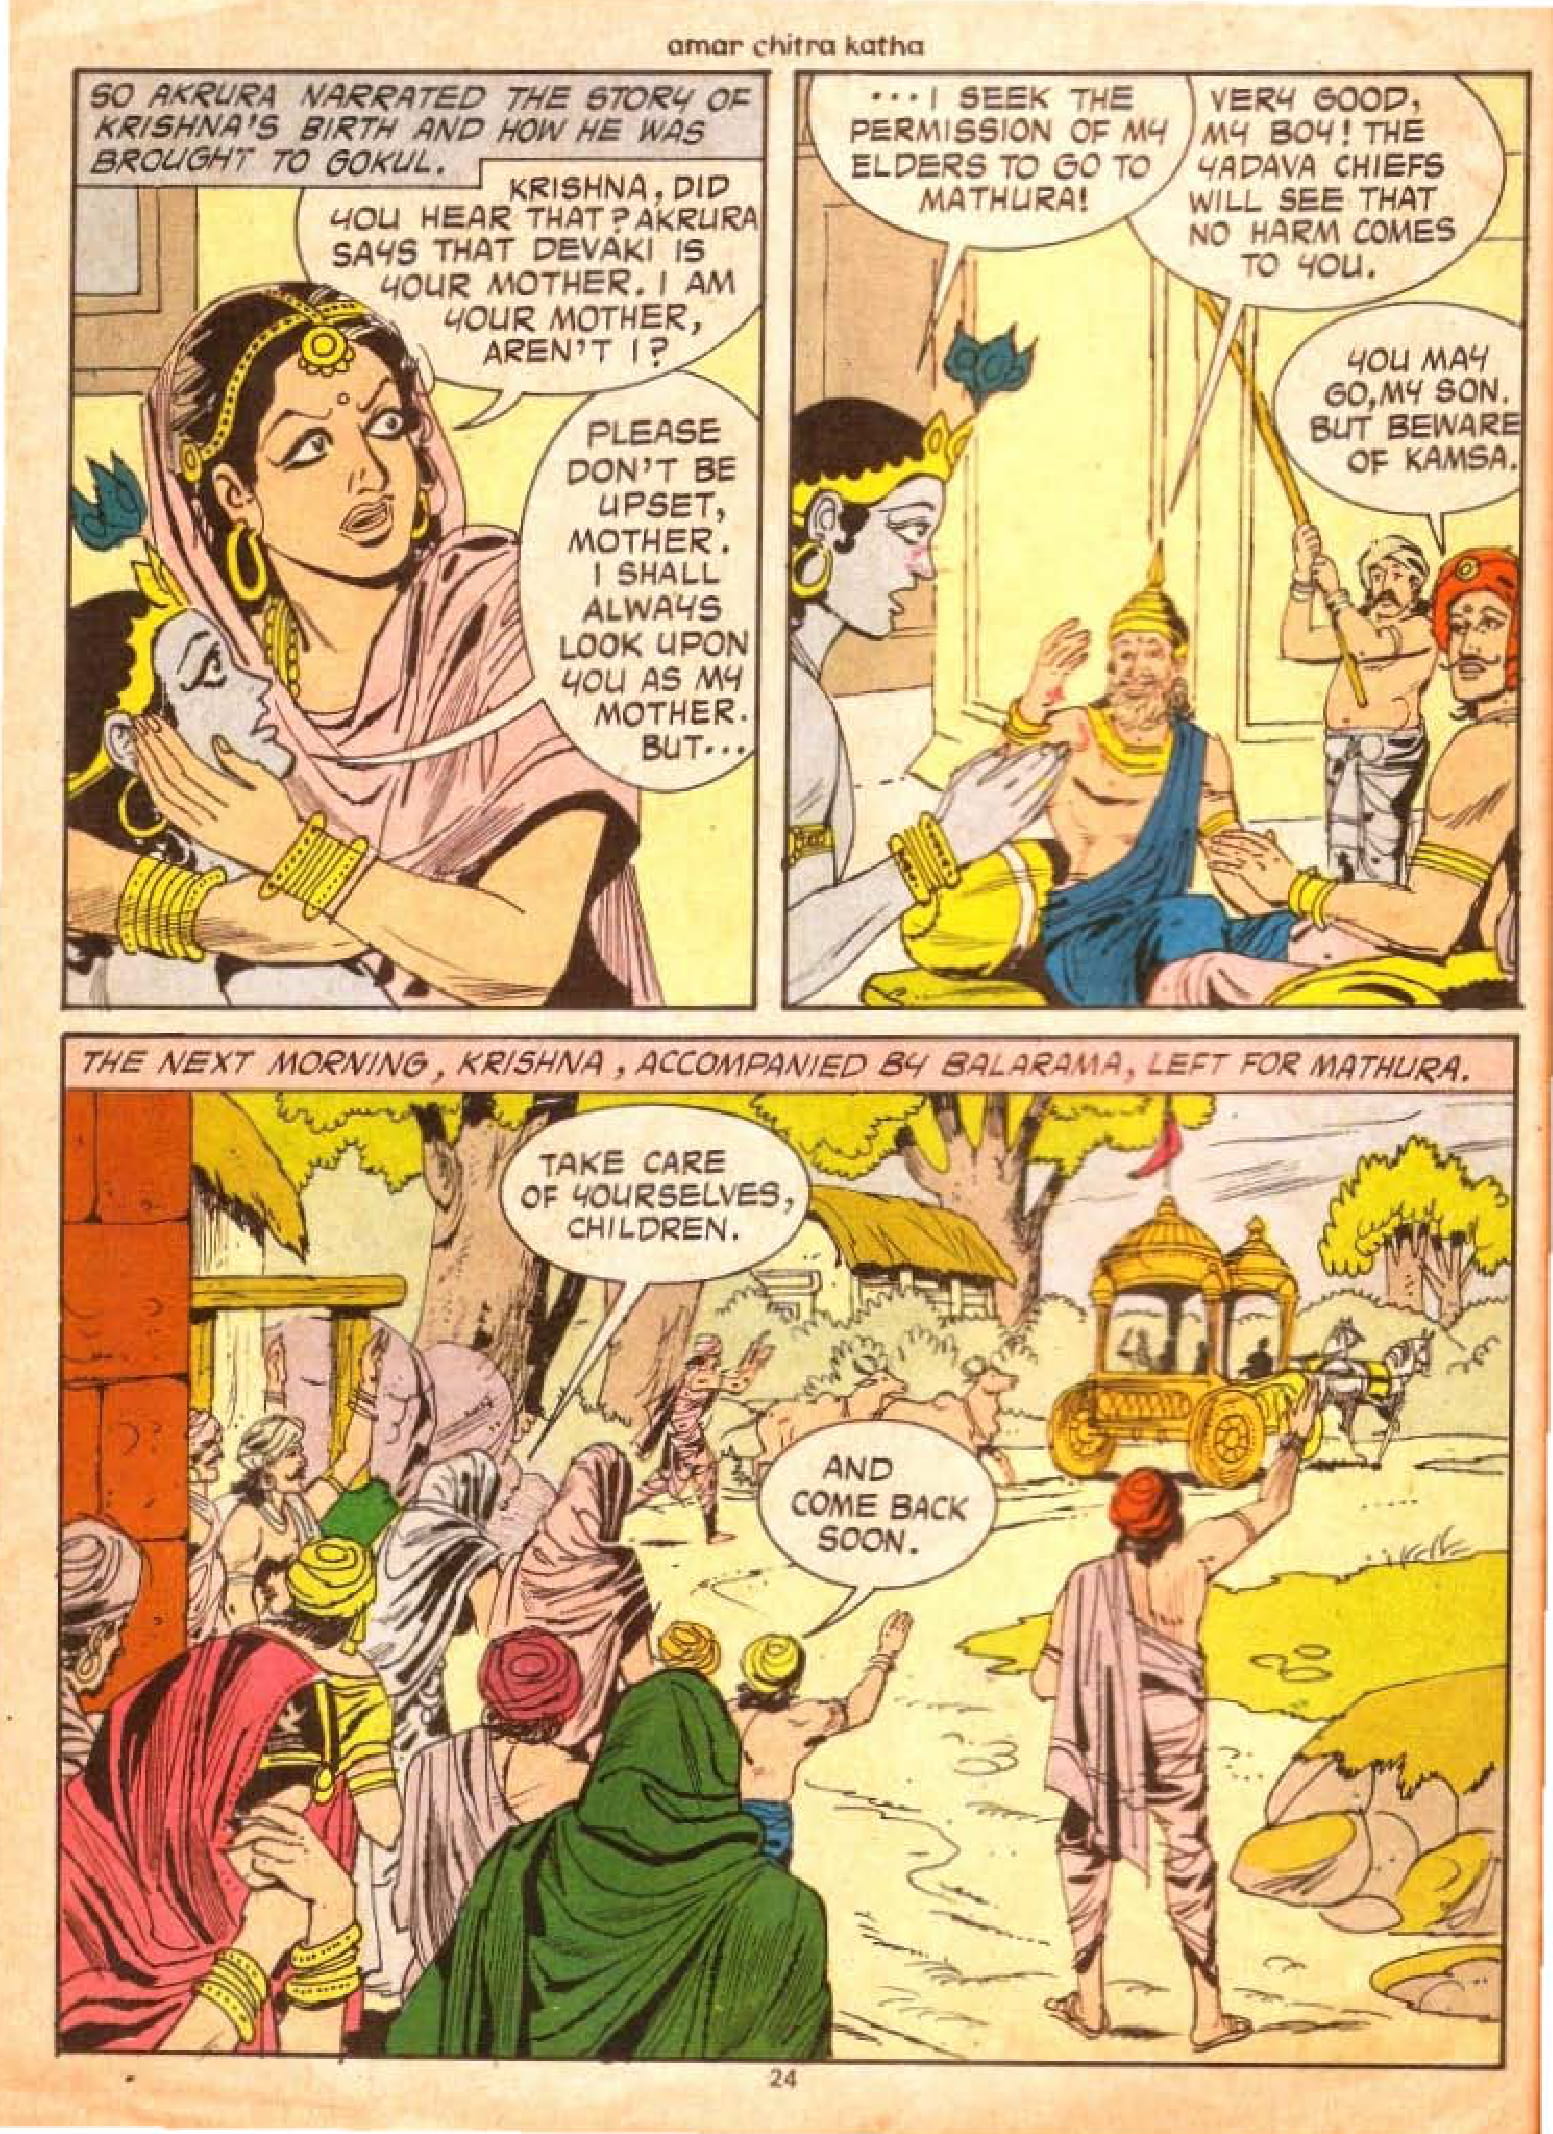 amar chitra katha
SO AKRURA NARRATED THE STORY OF
KRISHNA'S BIRTH AND HOW HE WAS
BROUGHT TO GOKUL.
KRISHNA, DID
YOU HEAR THAT? AKRURA
SAYS THAT DEVAKI IS
YOUR MOTHER. I AM
YOUR MOTHER,
AREN'T I?
PLEASE
DON'T BE
UPSET,
MOTHER.
I SHALL
ALWAYS
LOOK UPON
YOU AS MY
MOTHER.
BUT...
...I SEEK THE
PERMISSION OF MY
ELDERS TO GO TO
MATHURA!
VERY GOOD,
MY BOY! THE
YADAVA CHIEFS
WILL SEE THAT
NO HARM COMES
TO YOU.
YOU MAY
GO, MY SON.
BUT BEWARE
OF KAMSA.
THE NEXT MORNING, KRISHNA, ACCOMPANIED BY BALARAMA, LEFT FOR MATHURA.
TAKE CARE
OF YOURSELVES,
CHILDREN.
AND
COME BACK
SOON.
24